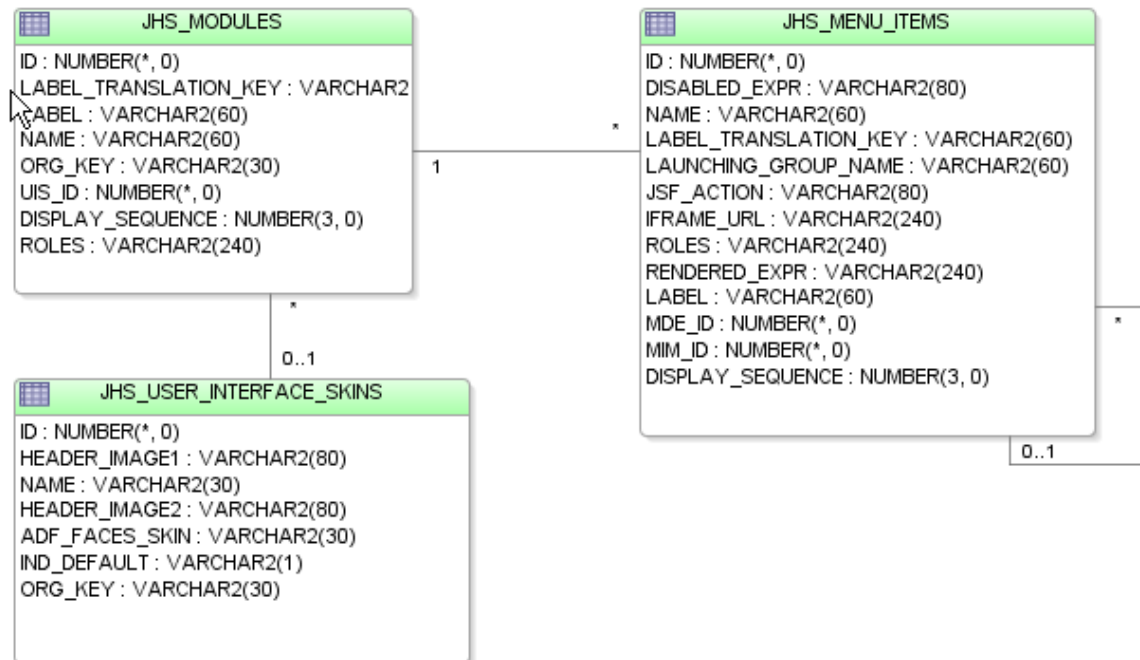 JHS_MODULES
ID : NUMBER(*, 0)
LABEL_TRANSLATION_KEY : VARCHAR2
LABEL : VARCHAR2(60)
NAME : VARCHAR2(60)
ORG_KEY : VARCHAR2(30)
UIS_ID : NUMBER(*, 0)
DISPLAY_SEQUENCE : NUMBER(3, 0)
ROLES : VARCHAR2(240)
1
*
JHS_MENU_ITEMS
ID : NUMBER(*, 0)
DISABLED_EXPR : VARCHAR2(80)
NAME : VARCHAR2(60)
LABEL_TRANSLATION_KEY : VARCHAR2(60)
LAUNCHING_GROUP_NAME : VARCHAR2(60)
JSF_ACTION : VARCHAR2(80)
IFRAME_URL : VARCHAR2(240)
ROLES : VARCHAR2(240)
RENDERED_EXPR : VARCHAR2(240)
LABEL : VARCHAR2(60)
MDE_ID : NUMBER(*, 0)
MIM_ID : NUMBER(*, 0)
DISPLAY_SEQUENCE : NUMBER(3, 0)
*
0..1
*
0..1
JHS_USER_INTERFACE_SKINS
ID : NUMBER(*, 0)
HEADER_IMAGE1 : VARCHAR2(80)
NAME : VARCHAR2(30)
HEADER_IMAGE2 : VARCHAR2(80)
ADF_FACES_SKIN : VARCHAR2(30)
IND_DEFAULT : VARCHAR2(1)
ORG_KEY : VARCHAR2(30)